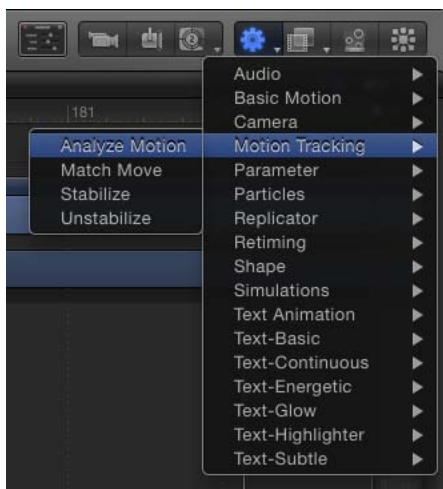 181
Audio
Basic Motion
Camera
Motion Tracking
Analyze Motion
Match Move
Stabilize
Unstabilize
Parameter
Particles
Replicator
Retiming
Shape
Simulations
Text Animation
Text-Basic
Text-Continuous
Text-Energetic
Text-Glow
Text-Highlighter
Text-Subtle